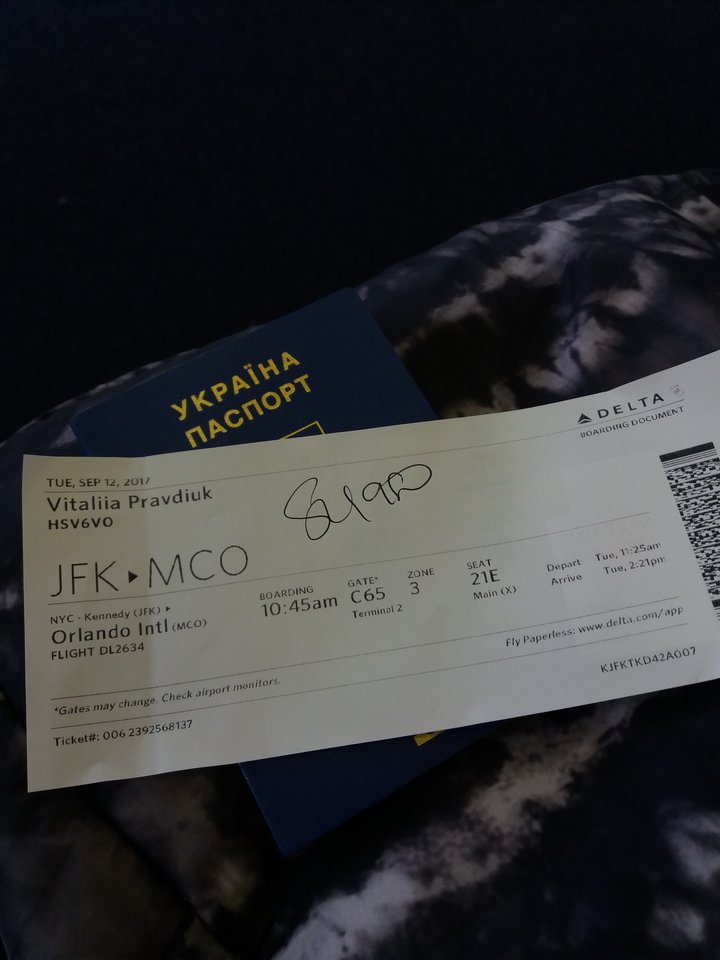 УКРАЇНА
ПАСПОРТ
DELTA
BOARDING DOCUMENT
TUE, SEP 12, 2017
Vitaliia Pravdiuk
HSV6VO
JFK ▸ MCO
NYC - Kennedy (JFK) ▸
Orlando Intl (MCO)
FLIGHT DL2634
BOARDING
10:45am
GATE*
C65
Terminal 2
ZONE
3
SEAT
21E
Main (X)
Depart Tue, 11:25am
Arrive Tue, 2:21pm
Fly Paperless: www.delta.com/app
*Gates may change. Check airport monitors.
KJFKTKD42A007
Ticket#: 006 2392568137